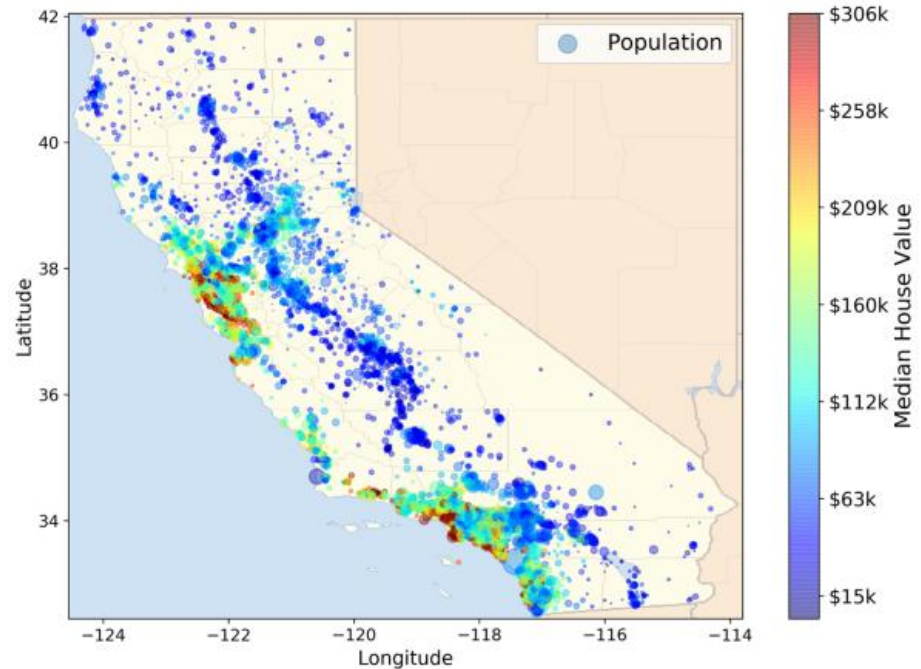 42
40
38
36
34
Latitude
−124
−122
−120
−118
−116
−114
Longitude
Population
$306k
$258k
$209k
$160k
$112k
$63k
$15k
Median House Value